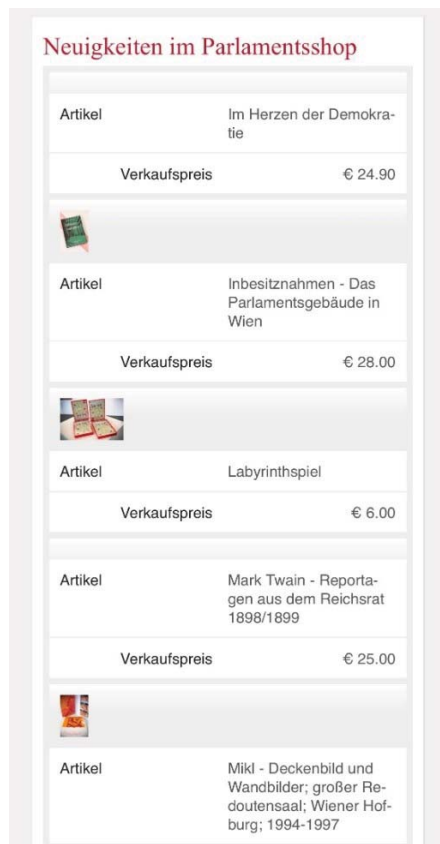 Neuigkeiten im Parlamentsshop
Artikel Im Herzen der Demokra-
tie
Verkaufspreis € 24.90
Artikel Inbesitznahmen - Das
Parlamentsgebäude in
Wien
Verkaufspreis € 28.00
Artikel Labyrinthspiel
Verkaufspreis € 6.00
Artikel Mark Twain - Reporta-
gen aus dem Reichsrat
1898/1899
Verkaufspreis € 25.00
Artikel Mikl - Deckenbild und
Wandbilder; großer Re-
doutensaal; Wiener Hof-
burg; 1994-1997